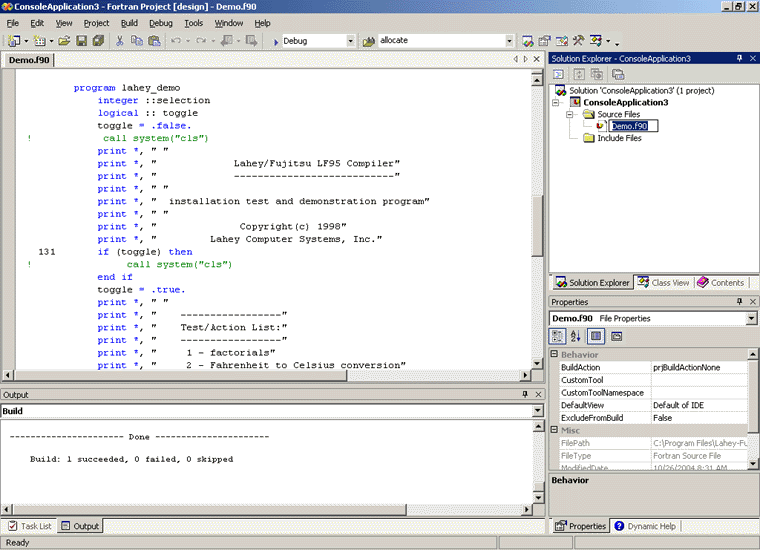 ConsoleApplication3 - Fortran Project [design] - Demo.f90
File Edit View Project Build Debug Tools Window Help
Debug allocate
Demo.f90
program lahey_demo
integer ::selection
logical :: toggle
toggle = .false.
! call system("cls")
print *, " "
print *, " Lahey/Fujitsu LF95 Compiler"
print *, " ---------------------------"
print *, " "
print *, " installation test and demonstration program"
print *, " "
print *, " Copyright(c) 1998"
print *, " Lahey Computer Systems, Inc."
131 if (toggle) then
! call system("cls")
end if
toggle = .true.
print *, " "
print *, " -----------------"
print *, " Test/Action List:"
print *, " -----------------"
print *, " 1 - factorials"
print *, " 2 - Fahrenheit to Celsius conversion"
Output
Build
---------------------- Done ----------------------
Build: 1 succeeded, 0 failed, 0 skipped
Task List Output
Ready
Solution Explorer - ConsoleApplication3
Solution 'ConsoleApplication3' (1 project)
ConsoleApplication3
Source Files
Demo.f90
Include Files
Solution Explorer Class View Contents
Properties
Demo.f90 File Properties
Behavior
BuildAction prjBuildActionNone
CustomTool
CustomToolNamespace
DefaultView Default of IDE
ExcludeFromBuild False
Misc
FilePath C:\Program Files\Lahey-Fu
FileType Fortran Source File
ModifiedDate 10/26/2004 8:31 AM
Behavior
Properties Dynamic Help